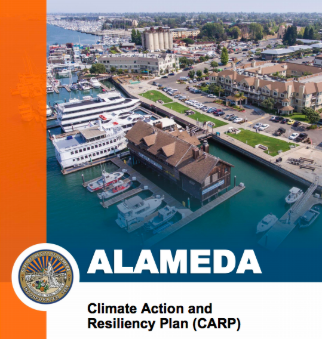 ALAMEDA
Climate Action and
Resiliency Plan (CARP)